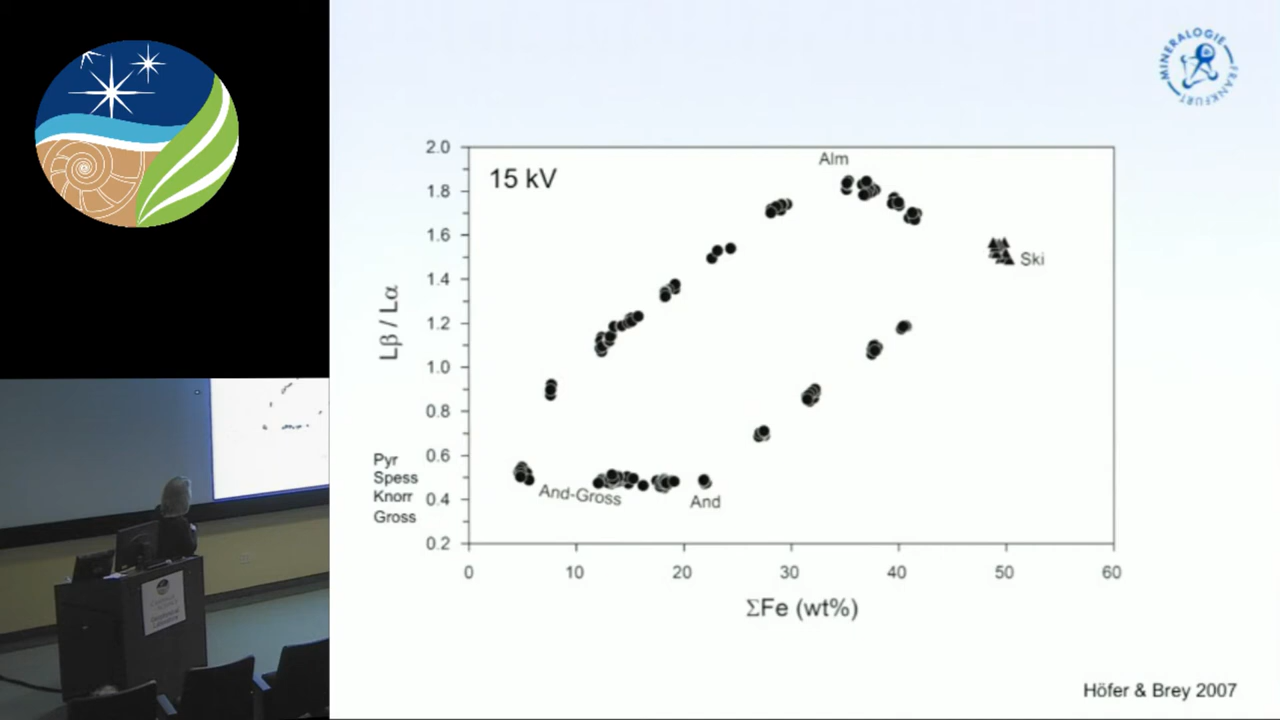 MINERALOGIE
FRANKFURT
15 kV
Alm
Ski
And-Gross
And
Pyr
Spess
Knorr
Gross
Lβ / Lα
2.0
1.8
1.6
1.4
1.2
1.0
0.8
0.6
0.4
0.2
0
10
20
30
40
50
60
ΣFe (wt%)
Höfer & Brey 2007